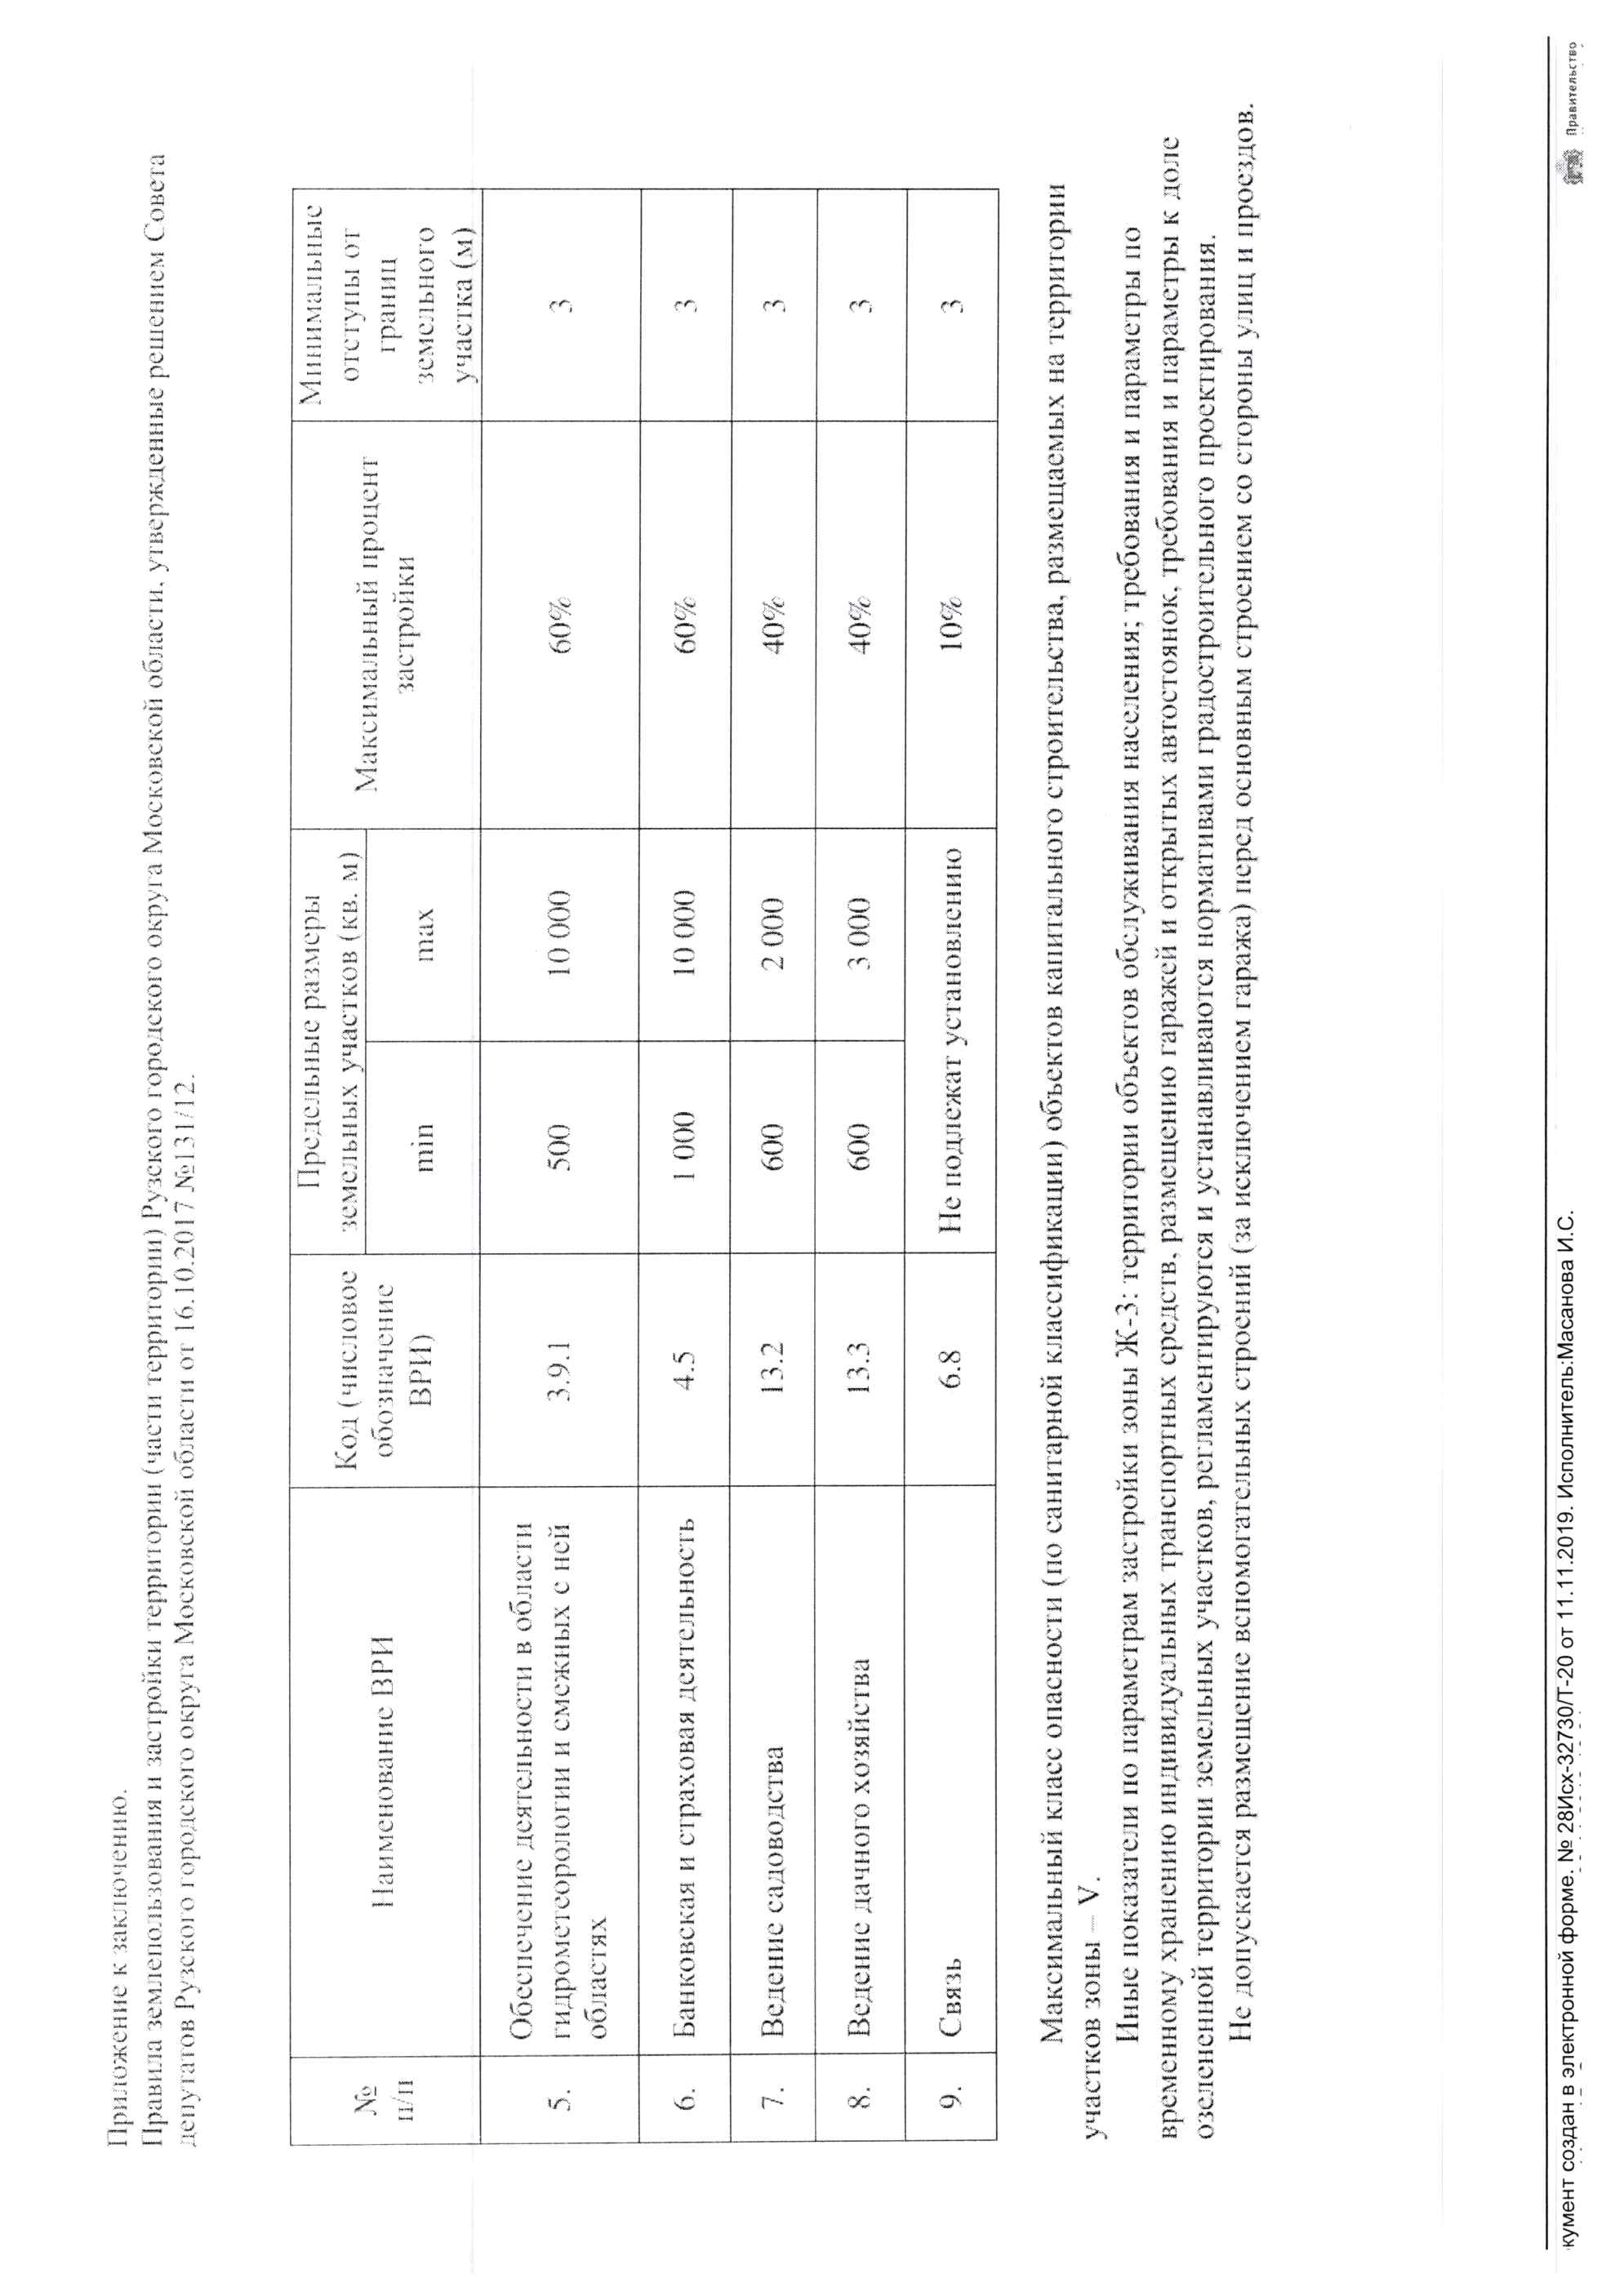 Приложение к заключению.
Правила землепользования и застройки территории (части территории) Рузского городского округа Московской области, утвержденные решением Совета
депутатов Рузского городского округа Московской области от 16.10.2017 №131/12.
№ п/п
Наименование ВРИ
Код (числовое
обозначение
ВРИ)
Предельные размеры
земельных участков (кв. м)
min
max
Максимальный процент
застройки
Минимальные
отступы от
границ
земельного
участка (м)
5.
Обеспечение деятельности в области
гидрометеорологии и смежных с ней
областях
3.9.1
500
10 000
60%
3
6.
Банковская и страховая деятельность
4.5
1 000
10 000
60%
3
7.
Ведение садоводства
13.2
600
2 000
40%
3
8.
Ведение дачного хозяйства
13.3
600
3 000
40%
3
9.
Связь
6.8
Не подлежат установлению
10%
3
Максимальный класс опасности (по санитарной классификации) объектов капитального строительства, размещаемых на территории
участков зоны – V.
Иные показатели по параметрам застройки зоны Ж-3: территории объектов обслуживания населения; требования и параметры по
временному хранению индивидуальных транспортных средств, размещению гаражей и открытых автостоянок, требования и параметры к доле
озелененной территории земельных участков, регламентируются и устанавливаются нормативами градостроительного проектирования.
Не допускается размещение вспомогательных строений (за исключением гаража) перед основным строением со стороны улиц и проездов.
кумент создан в электронной форме. № 28Исх-32730/Т-20 от 11.11.2019. Исполнитель:Масанова И.С.
Правительство